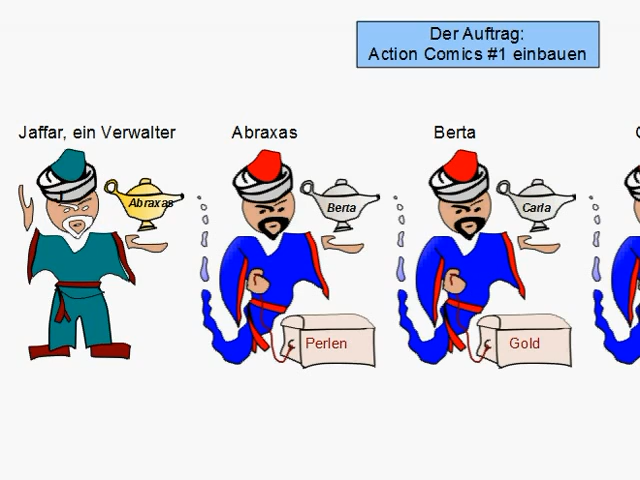 Der Auftrag:
Action Comics #1 einbauen
Jaffar, ein Verwalter
Abraxas
Berta
Abraxas
Berta
Carla
Perlen
Gold